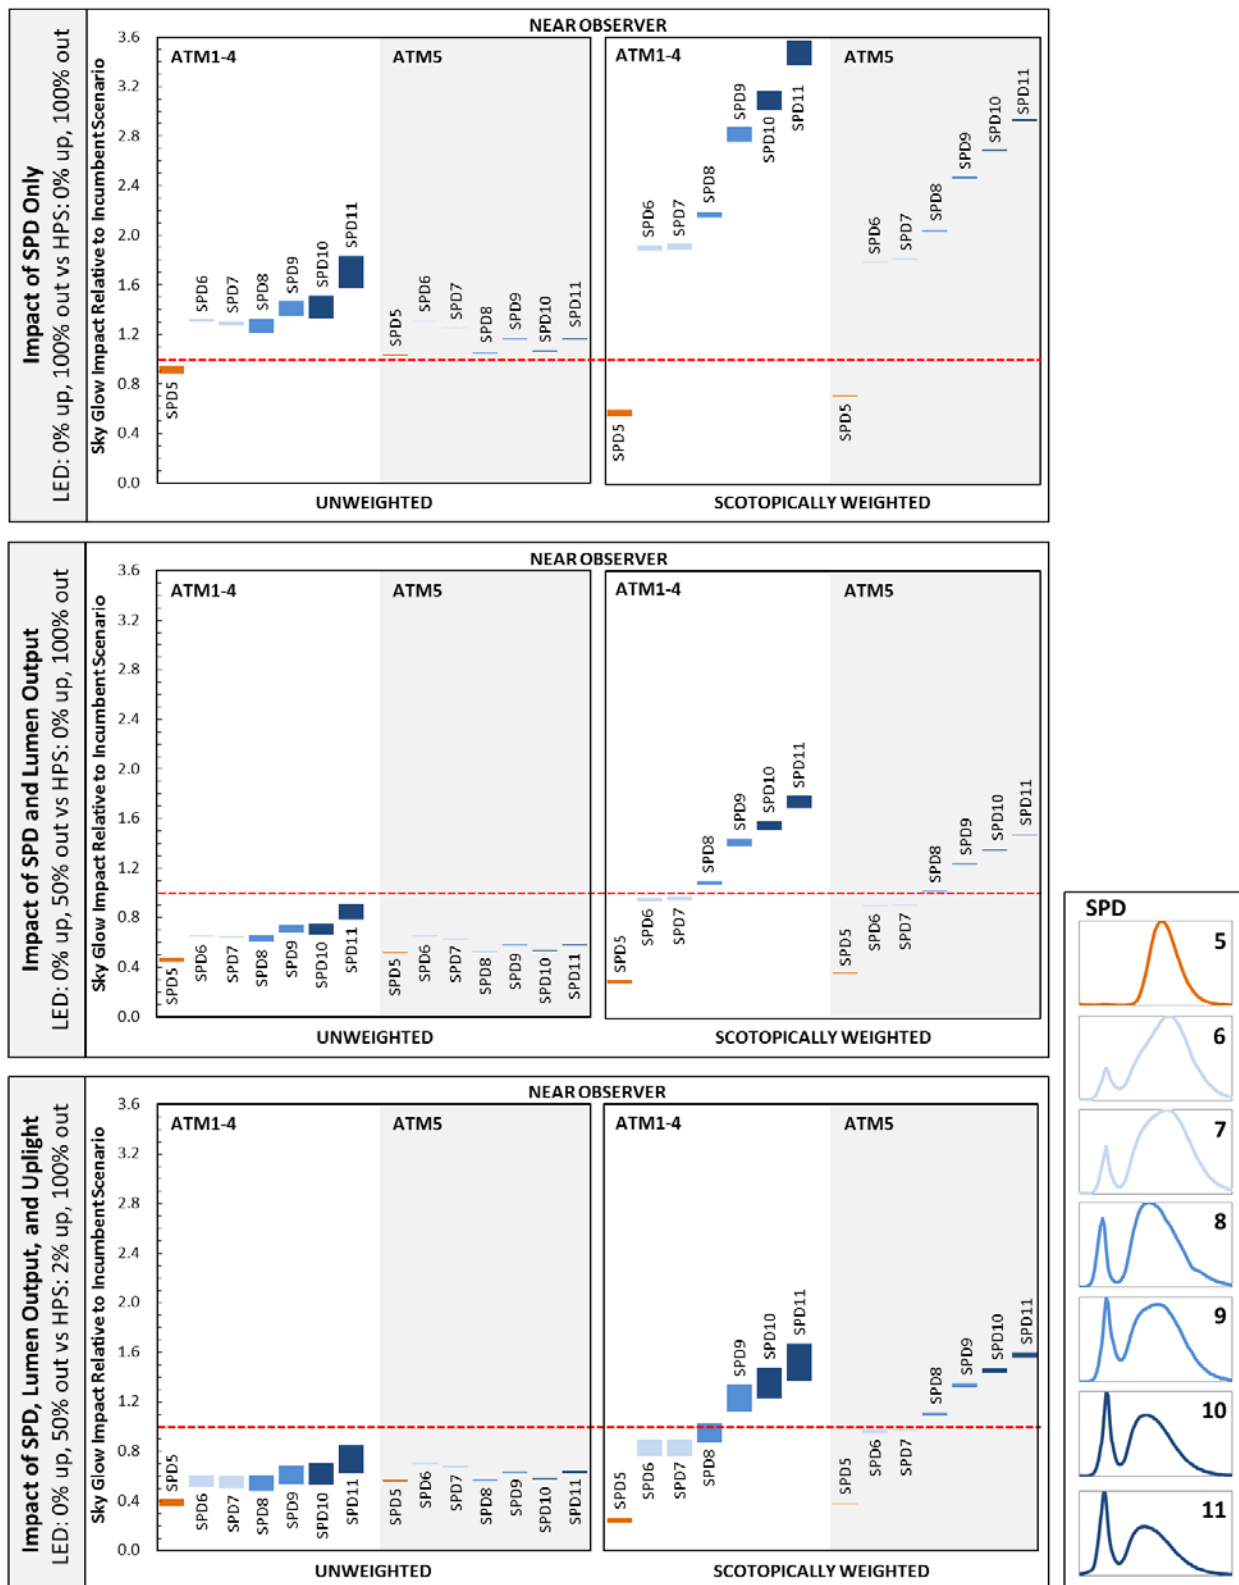 Impact of SPD Only
LED: 0% up, 100% out vs HPS: 0% up, 100% out
Sky Glow Impact Relative to Incumbent Scenario
NEAR OBSERVER
3.6
3.2
2.8
2.4
2.0
1.6
1.2
0.8
0.4
0.0
ATM1-4
SPD5
SPD6
SPD7
SPD8
SPD9
SPD10
SPD11
ATM5
SPD5
SPD6
SPD7
SPD8
SPD9
SPD10
SPD11
UNWEIGHTED
ATM1-4
SPD5
SPD6
SPD7
SPD8
SPD9
SPD10
SPD11
ATM5
SPD5
SPD6
SPD7
SPD8
SPD9
SPD10
SPD11
SCOTOPICALLY WEIGHTED
Impact of SPD and Lumen Output
LED: 0% up, 50% out vs HPS: 0% up, 100% out
Sky Glow Impact Relative to Incumbent Scenario
NEAR OBSERVER
3.6
3.2
2.8
2.4
2.0
1.6
1.2
0.8
0.4
0.0
ATM1-4
SPD5
SPD6
SPD7
SPD8
SPD9
SPD10
SPD11
ATM5
SPD5
SPD6
SPD7
SPD8
SPD9
SPD10
SPD11
UNWEIGHTED
ATM1-4
SPD5
SPD6
SPD7
SPD8
SPD9
SPD10
SPD11
ATM5
SPD5
SPD6
SPD7
SPD8
SPD9
SPD10
SPD11
SCOTOPICALLY WEIGHTED
Impact of SPD, Lumen Output, and Uplight
LED: 0% up, 50% out vs HPS: 2% up, 100% out
Sky Glow Impact Relative to Incumbent Scenario
NEAR OBSERVER
3.6
3.2
2.8
2.4
2.0
1.6
1.2
0.8
0.4
0.0
ATM1-4
SPD5
SPD6
SPD7
SPD8
SPD9
SPD10
SPD11
ATM5
SPD5
SPD6
SPD7
SPD8
SPD9
SPD10
SPD11
UNWEIGHTED
ATM1-4
SPD5
SPD6
SPD7
SPD8
SPD9
SPD10
SPD11
ATM5
SPD5
SPD6
SPD7
SPD8
SPD9
SPD10
SPD11
SCOTOPICALLY WEIGHTED
SPD
5
6
7
8
9
10
11